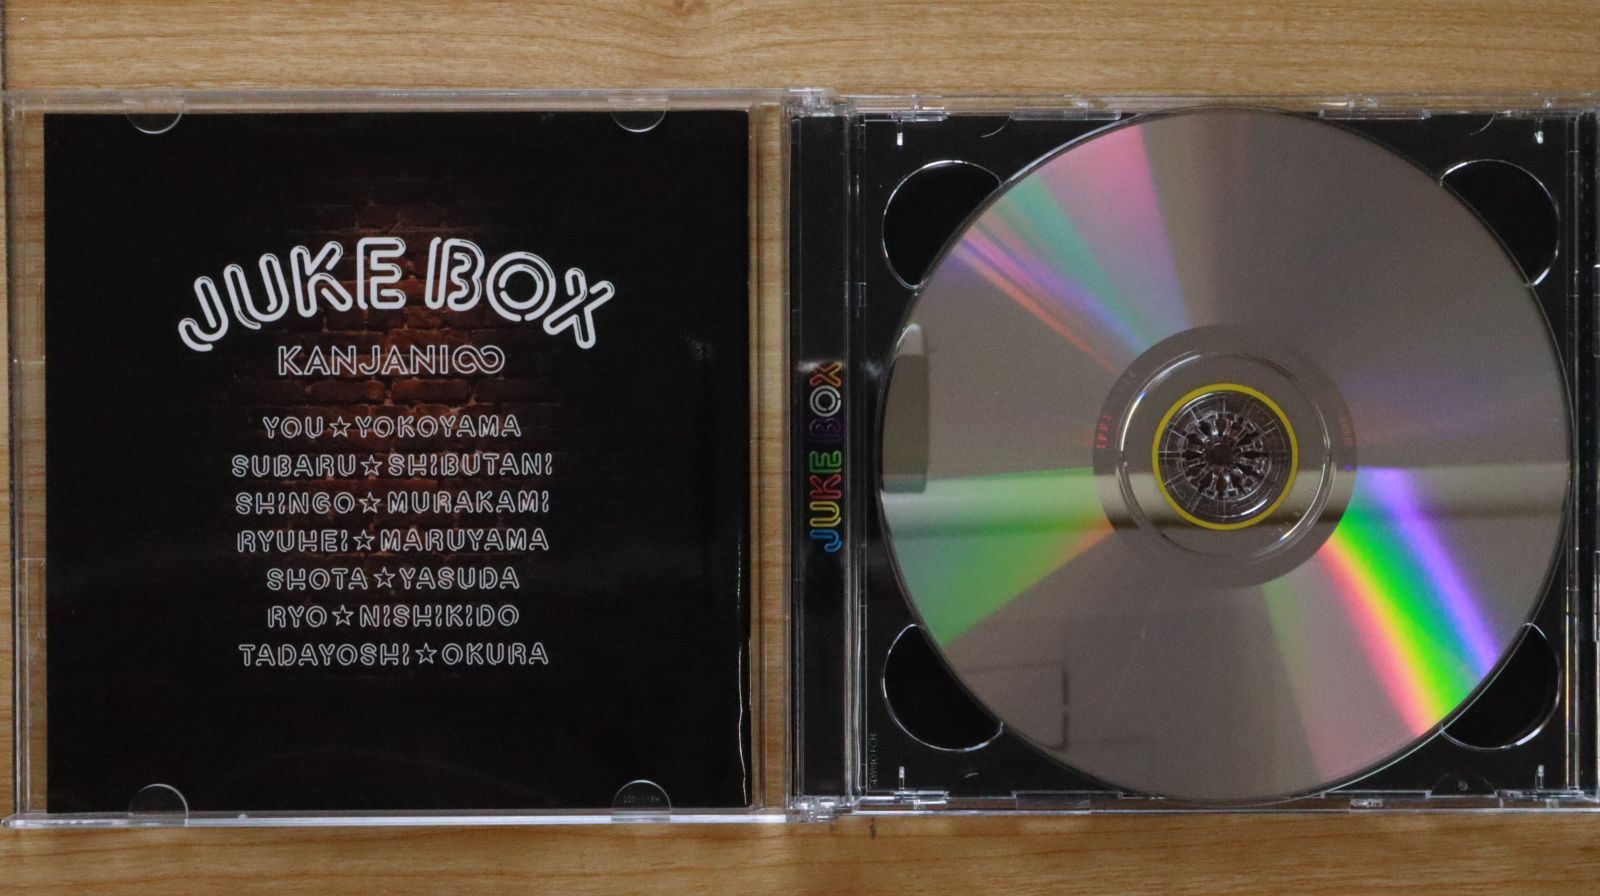 JUKE BOX
KANJANI∞
YOU☆YOKOYAMA
SUBARU☆SHIBUTANI
SHINGO☆MURAKAMI
RYUHEI☆MARUYAMA
SHOTA☆YASUDA
RYO☆NISHIKIDO
TADAYOSHI☆OKURA
JUKE BOX
IFPI